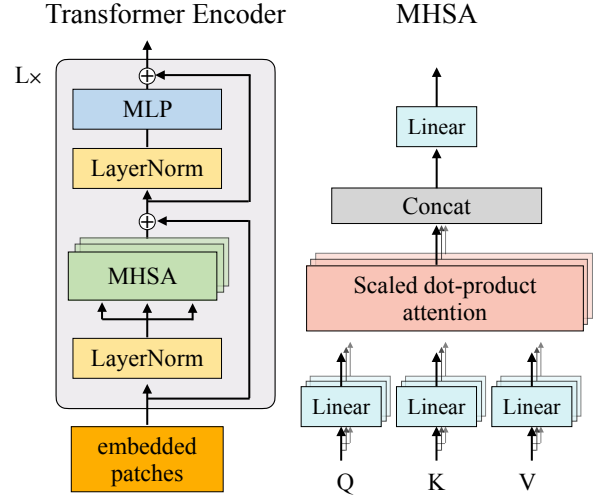 Transformer Encoder
L×
MLP
LayerNorm
MHSA
LayerNorm
embedded
patches
MHSA
Linear
Concat
Scaled dot-product
attention
Linear
Linear
Linear
Q
K
V